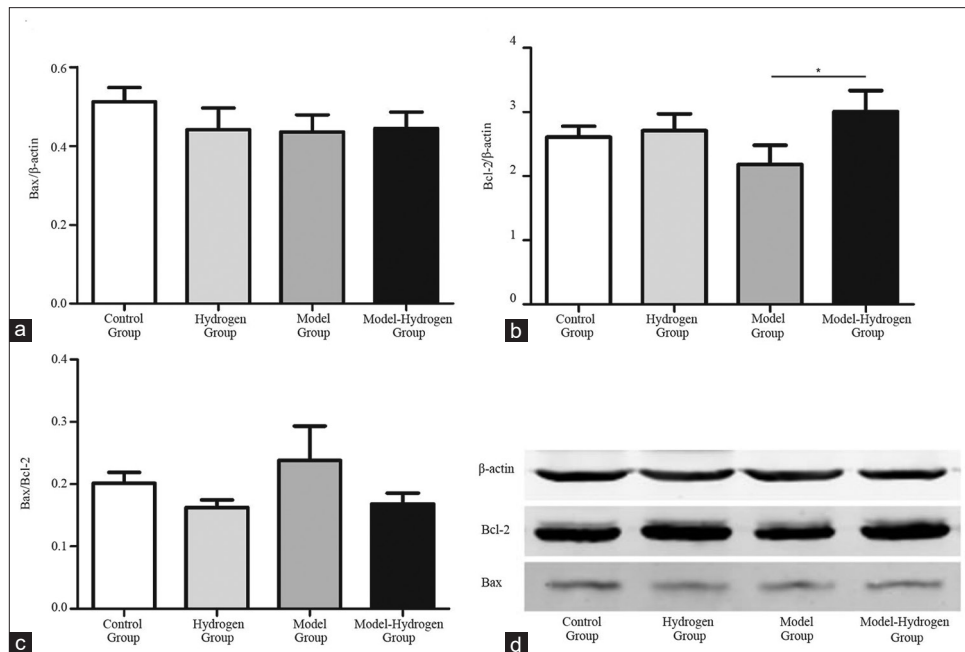 0.6
0.4
0.2
0.0
Bax/β-actin
Control
Group
Hydrogen
Group
Model
Group
Model-Hydrogen
Group
a
4
3
2
1
0
Bcl-2/β-actin
*
Control
Group
Hydrogen
Group
Model
Group
Model-Hydrogen
Group
b
0.4
0.3
0.2
0.1
0.0
Bax/Bcl-2
Control
Group
Hydrogen
Group
Model
Group
Model-Hydrogen
Group
c
β-actin
Bcl-2
Bax
Control
Group
Hydrogen
Group
Model
Group
Model-Hydrogen
Group
d